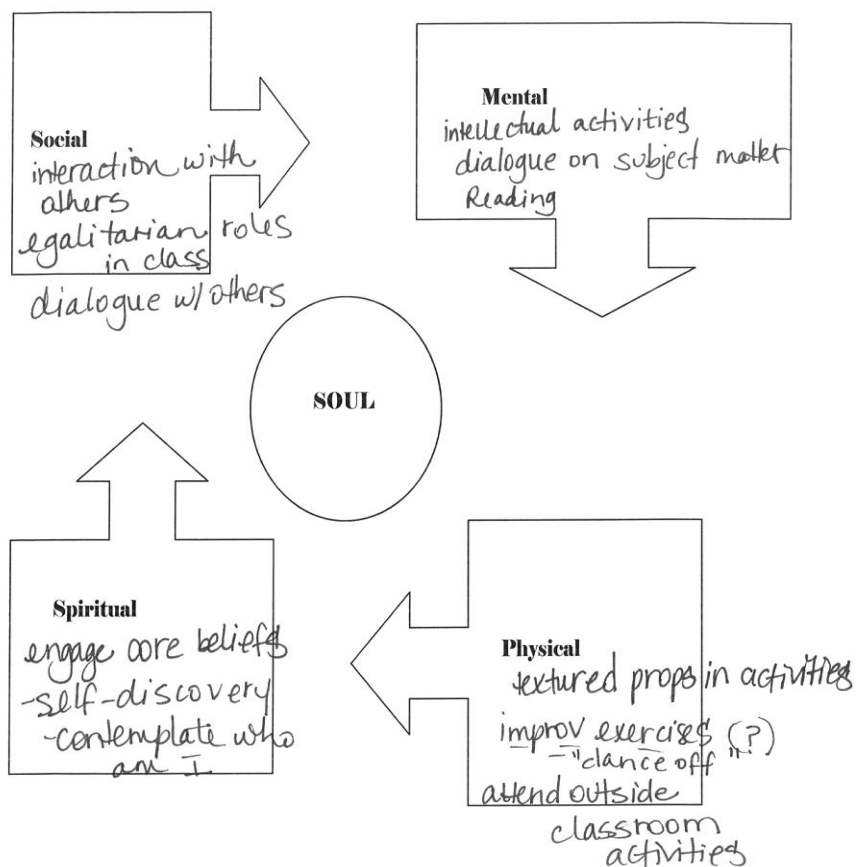 Social
interaction with
others
egalitarian roles
in class
dialogue w/ others
Mental
intellectual activities
dialogue on subject matter
Reading
SOUL
Spiritual
engage core beliefs
-self-discovery
-contemplate who
am I
Physical
textured props in activities
improv exercises (?)
- "dance off"
attend outside
classroom
activities